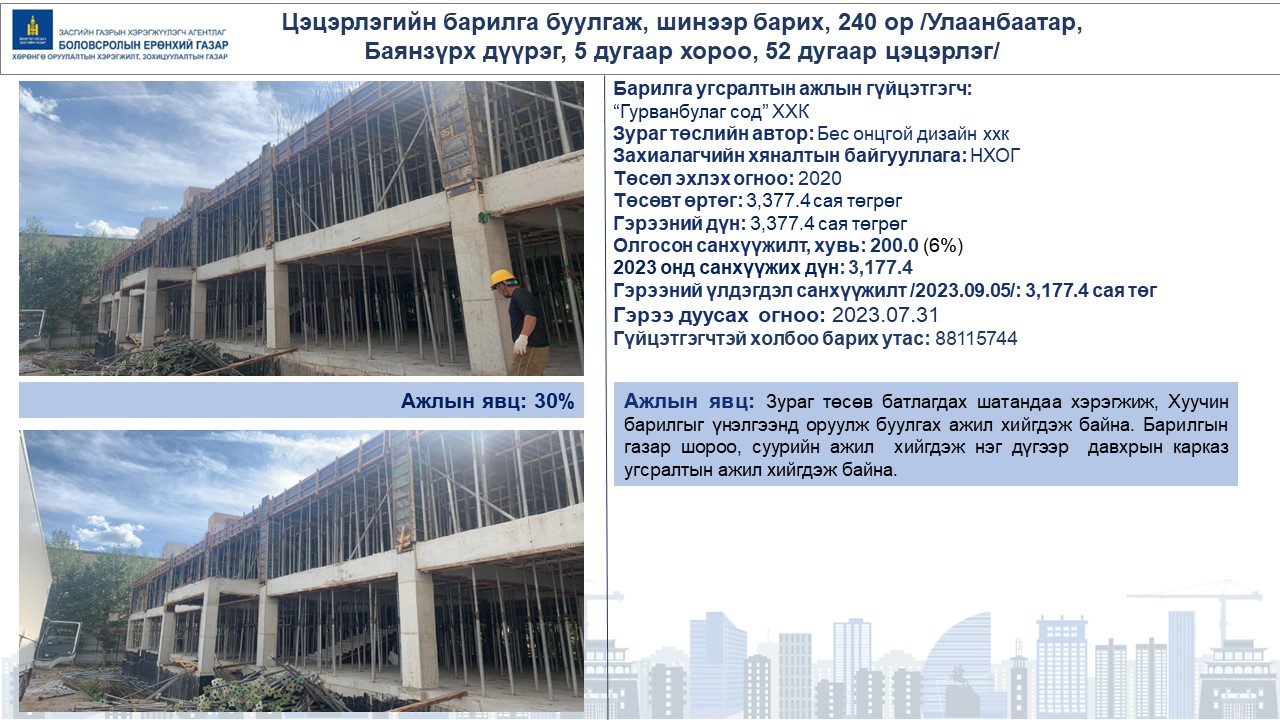 ЗАСГИЙН ГАЗРЫН ХЭРЭГЖҮҮЛЭГЧ АГЕНТЛАГ
БОЛОВСРОЛЫН ЕРӨНХИЙ ГАЗАР
ХӨРӨНГӨ ОРУУЛАЛТЫН ХЭРЭГЖИЛТ, ЗОХИЦУУЛАЛТЫН ГАЗАР
Цэцэрлэгийн барилга буулгаж, шинээр барих, 240 ор /Улаанбаатар,
Баянзүрх дүүрэг, 5 дугаар хороо, 52 дугаар цэцэрлэг/
Барилга угсралтын ажлын гүйцэтгэгч:
“Гурванбулаг сод” ХХК
Зураг төслийн автор: Бес онцгой дизайн ххк
Захиалагчийн хяналтын байгууллага: НХОГ
Төсөл эхлэх огноо: 2020
Төсөвт өртөг: 3,377.4 сая төгрөг
Гэрээний дүн: 3,377.4 сая төгрөг
Олгосон санхүүжилт, хувь: 200.0 (6%)
2023 онд санхүүжих дүн: 3,177.4
Гэрээний үлдэгдэл санхүүжилт /2023.09.05/: 3,177.4 сая төг
Гэрээ дуусах огноо: 2023.07.31
Гүйцэтгэгчтэй холбоо барих утас: 88115744
Ажлын явц: 30%
Ажлын явц: Зураг төсөв батлагдах шатандаа хэрэгжиж, Хуучин
барилгыг үнэлгээнд оруулж буулгах ажил хийгдэж байна. Барилгын
газар шороо, суурийн ажил хийгдэж нэг дүгээр давхрын карказ
угсралтын ажил хийгдэж байна.